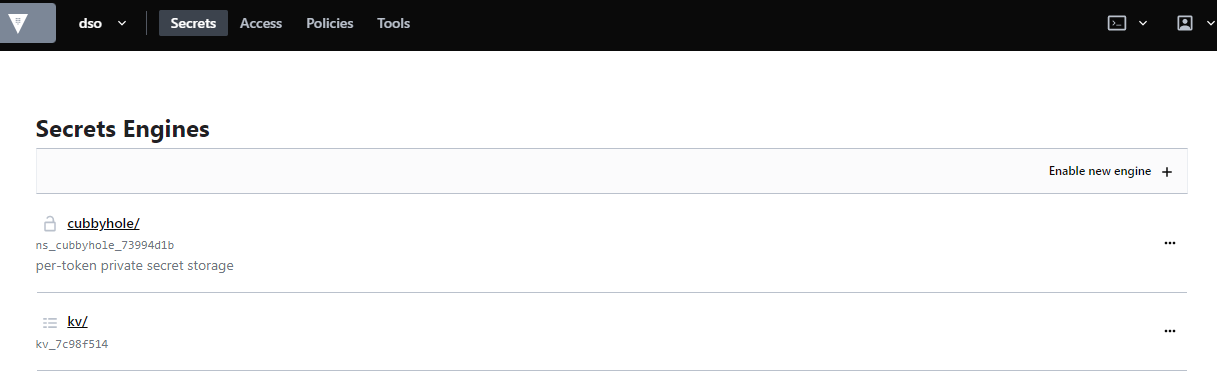 dso Secrets Access Policies Tools
Secrets Engines
Enable new engine +
cubbyhole/
ns_cubbyhole_73994d1b
per-token private secret storage
kv/
kv_7c98f514